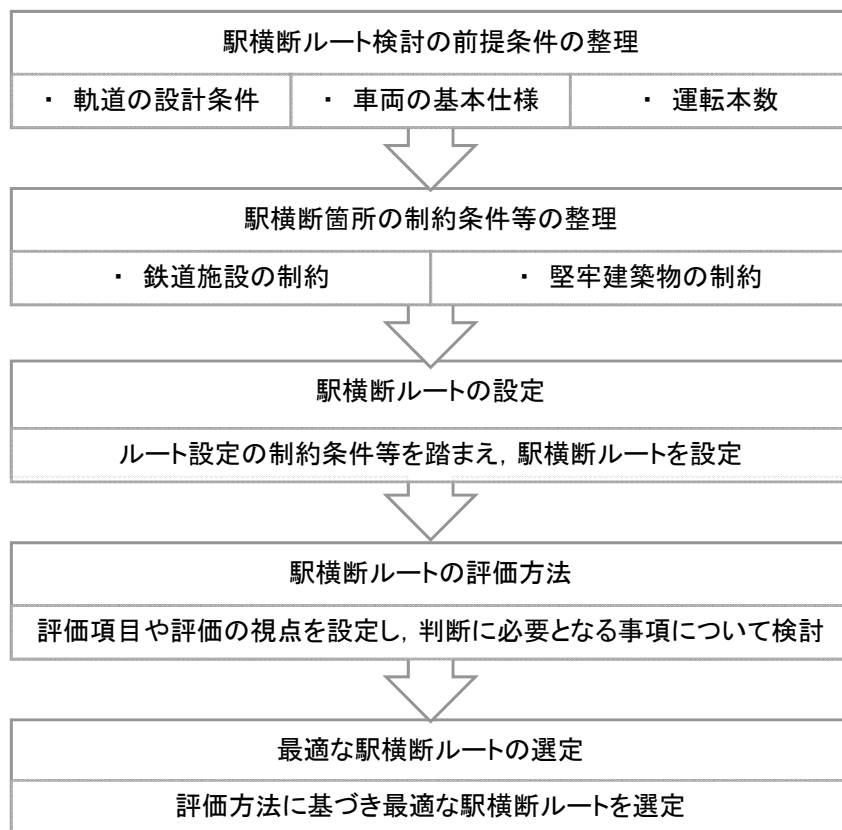 駅横断ルート検討の前提条件の整理
・ 軌道の設計条件
・ 車両の基本仕様
・ 運転本数
駅横断箇所の制約条件等の整理
・ 鉄道施設の制約
・ 堅牢建築物の制約
駅横断ルートの設定
ルート設定の制約条件等を踏まえ，駅横断ルートを設定
駅横断ルートの評価方法
評価項目や評価の視点を設定し，判断に必要となる事項について検討
最適な駅横断ルートの選定
評価方法に基づき最適な駅横断ルートを選定